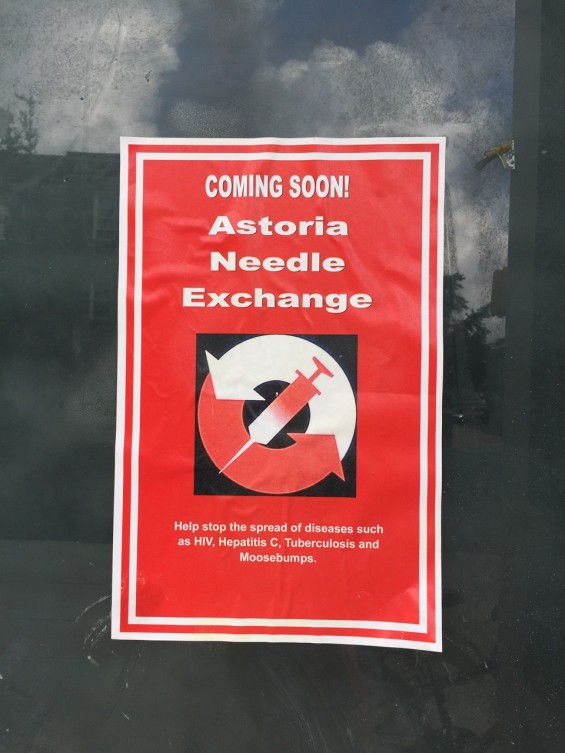 COMING SOON!
Astoria
Needle
Exchange
Help stop the spread of diseases such
as HIV, Hepatitis C, Tuberculosis and
Moosebumps.